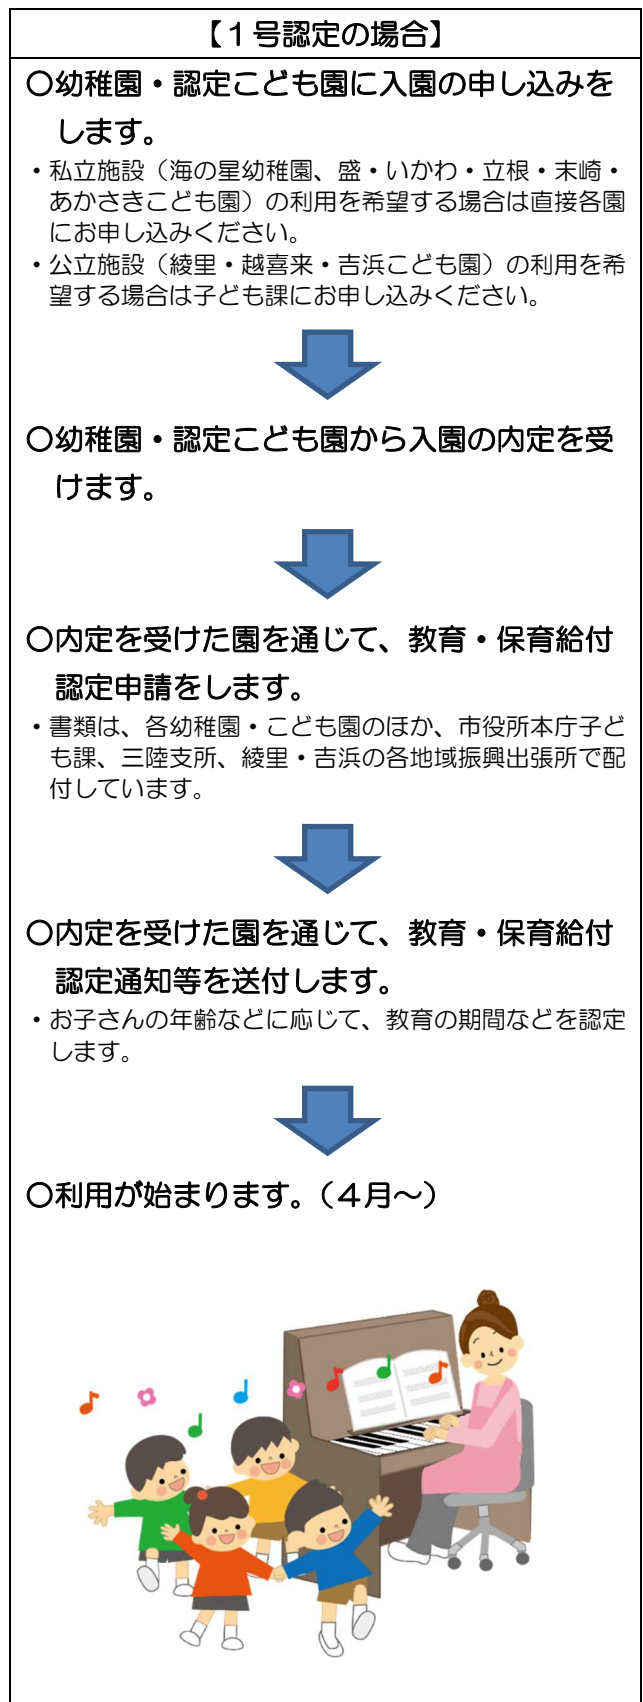 【１号認定の場合】
〇幼稚園・認定こども園に入園の申し込みを
します。
・私立施設（海の星幼稚園、盛・いかわ・立根・末崎・
あかさきこども園）の利用を希望する場合は直接各園
にお申し込みください。
・公立施設（綾里・越喜来・吉浜こども園）の利用を希
望する場合は子ども課にお申し込みください。
〇幼稚園・認定こども園から入園の内定を受
けます。
〇内定を受けた園を通じて、教育・保育給付
認定申請をします。
・書類は、各幼稚園・こども園のほか、市役所本庁子ど
も課、三陸支所、綾里・吉浜の各地域振興出張所で配
付しています。
〇内定を受けた園を通じて、教育・保育給付
認定通知等を送付します。
・お子さんの年齢などに応じて、教育の期間などを認定
します。
〇利用が始まります。（４月～）